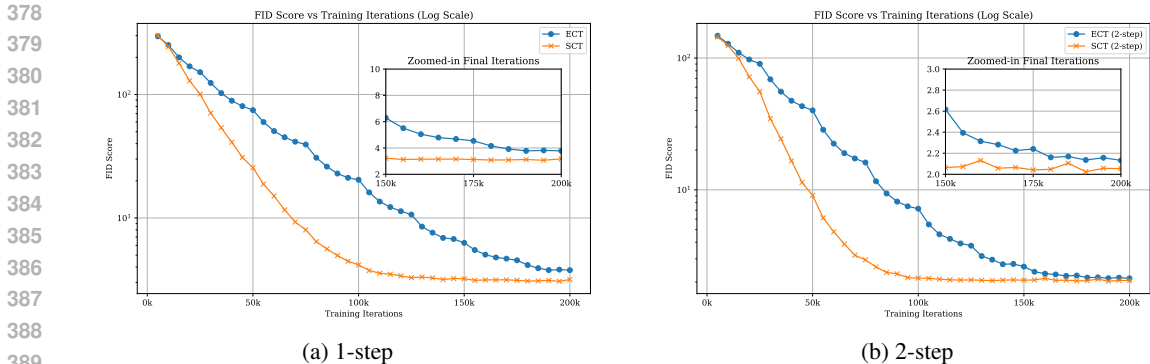 378
379
380
381
382
383
384
385
386
387
388
389
FID Score vs Training Iterations (Log Scale)
ECT
SCT
Zoomed-in Final Iterations
10
8
6
4
2
150k
175k
200k
10²
10¹
FID Score
0k
50k
100k
150k
200k
Training Iterations
(a) 1-step
FID Score vs Training Iterations (Log Scale)
ECT (2-step)
SCT (2-step)
Zoomed-in Final Iterations
3.0
2.8
2.6
2.4
2.2
2.0
150k
175k
200k
10²
10¹
FID Score
0k
50k
100k
150k
200k
Training Iterations
(b) 2-step